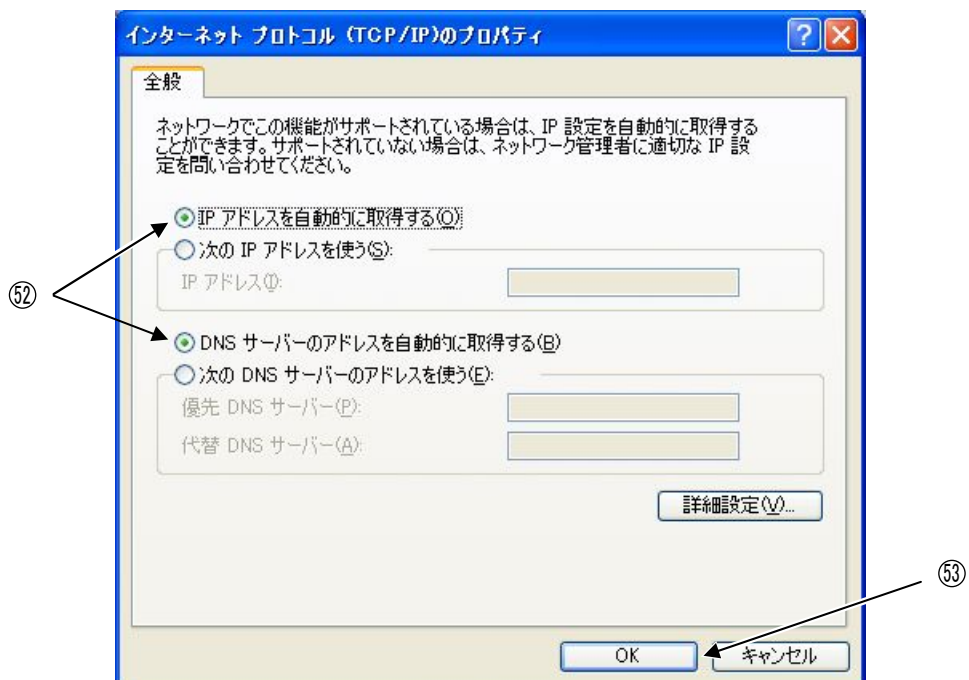 インターネット プロトコル (TCP/IP)のプロパティ
全般
ネットワークでこの機能がサポートされている場合は、IP 設定を自動的に取得する
ことができます。サポートされていない場合は、ネットワーク管理者に適切な IP 設
定を問い合わせてください。
IP アドレスを自動的に取得する(O)
次の IP アドレスを使う(S):
IP アドレス(I):
㊾
DNS サーバーのアドレスを自動的に取得する(B)
次の DNS サーバーのアドレスを使う(E):
優先 DNS サーバー(P):
代替 DNS サーバー(A):
詳細設定(V)...
53
OK
キャンセル